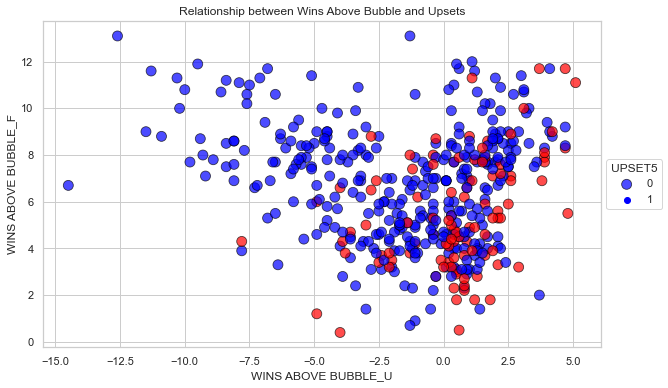 Relationship between Wins Above Bubble and Upsets
WINS ABOVE BUBBLE_F
12
10
8
6
4
2
0
−15.0 −12.5 −10.0 −7.5 −5.0 −2.5 0.0 2.5 5.0
WINS ABOVE BUBBLE_U
UPSET5
0
1